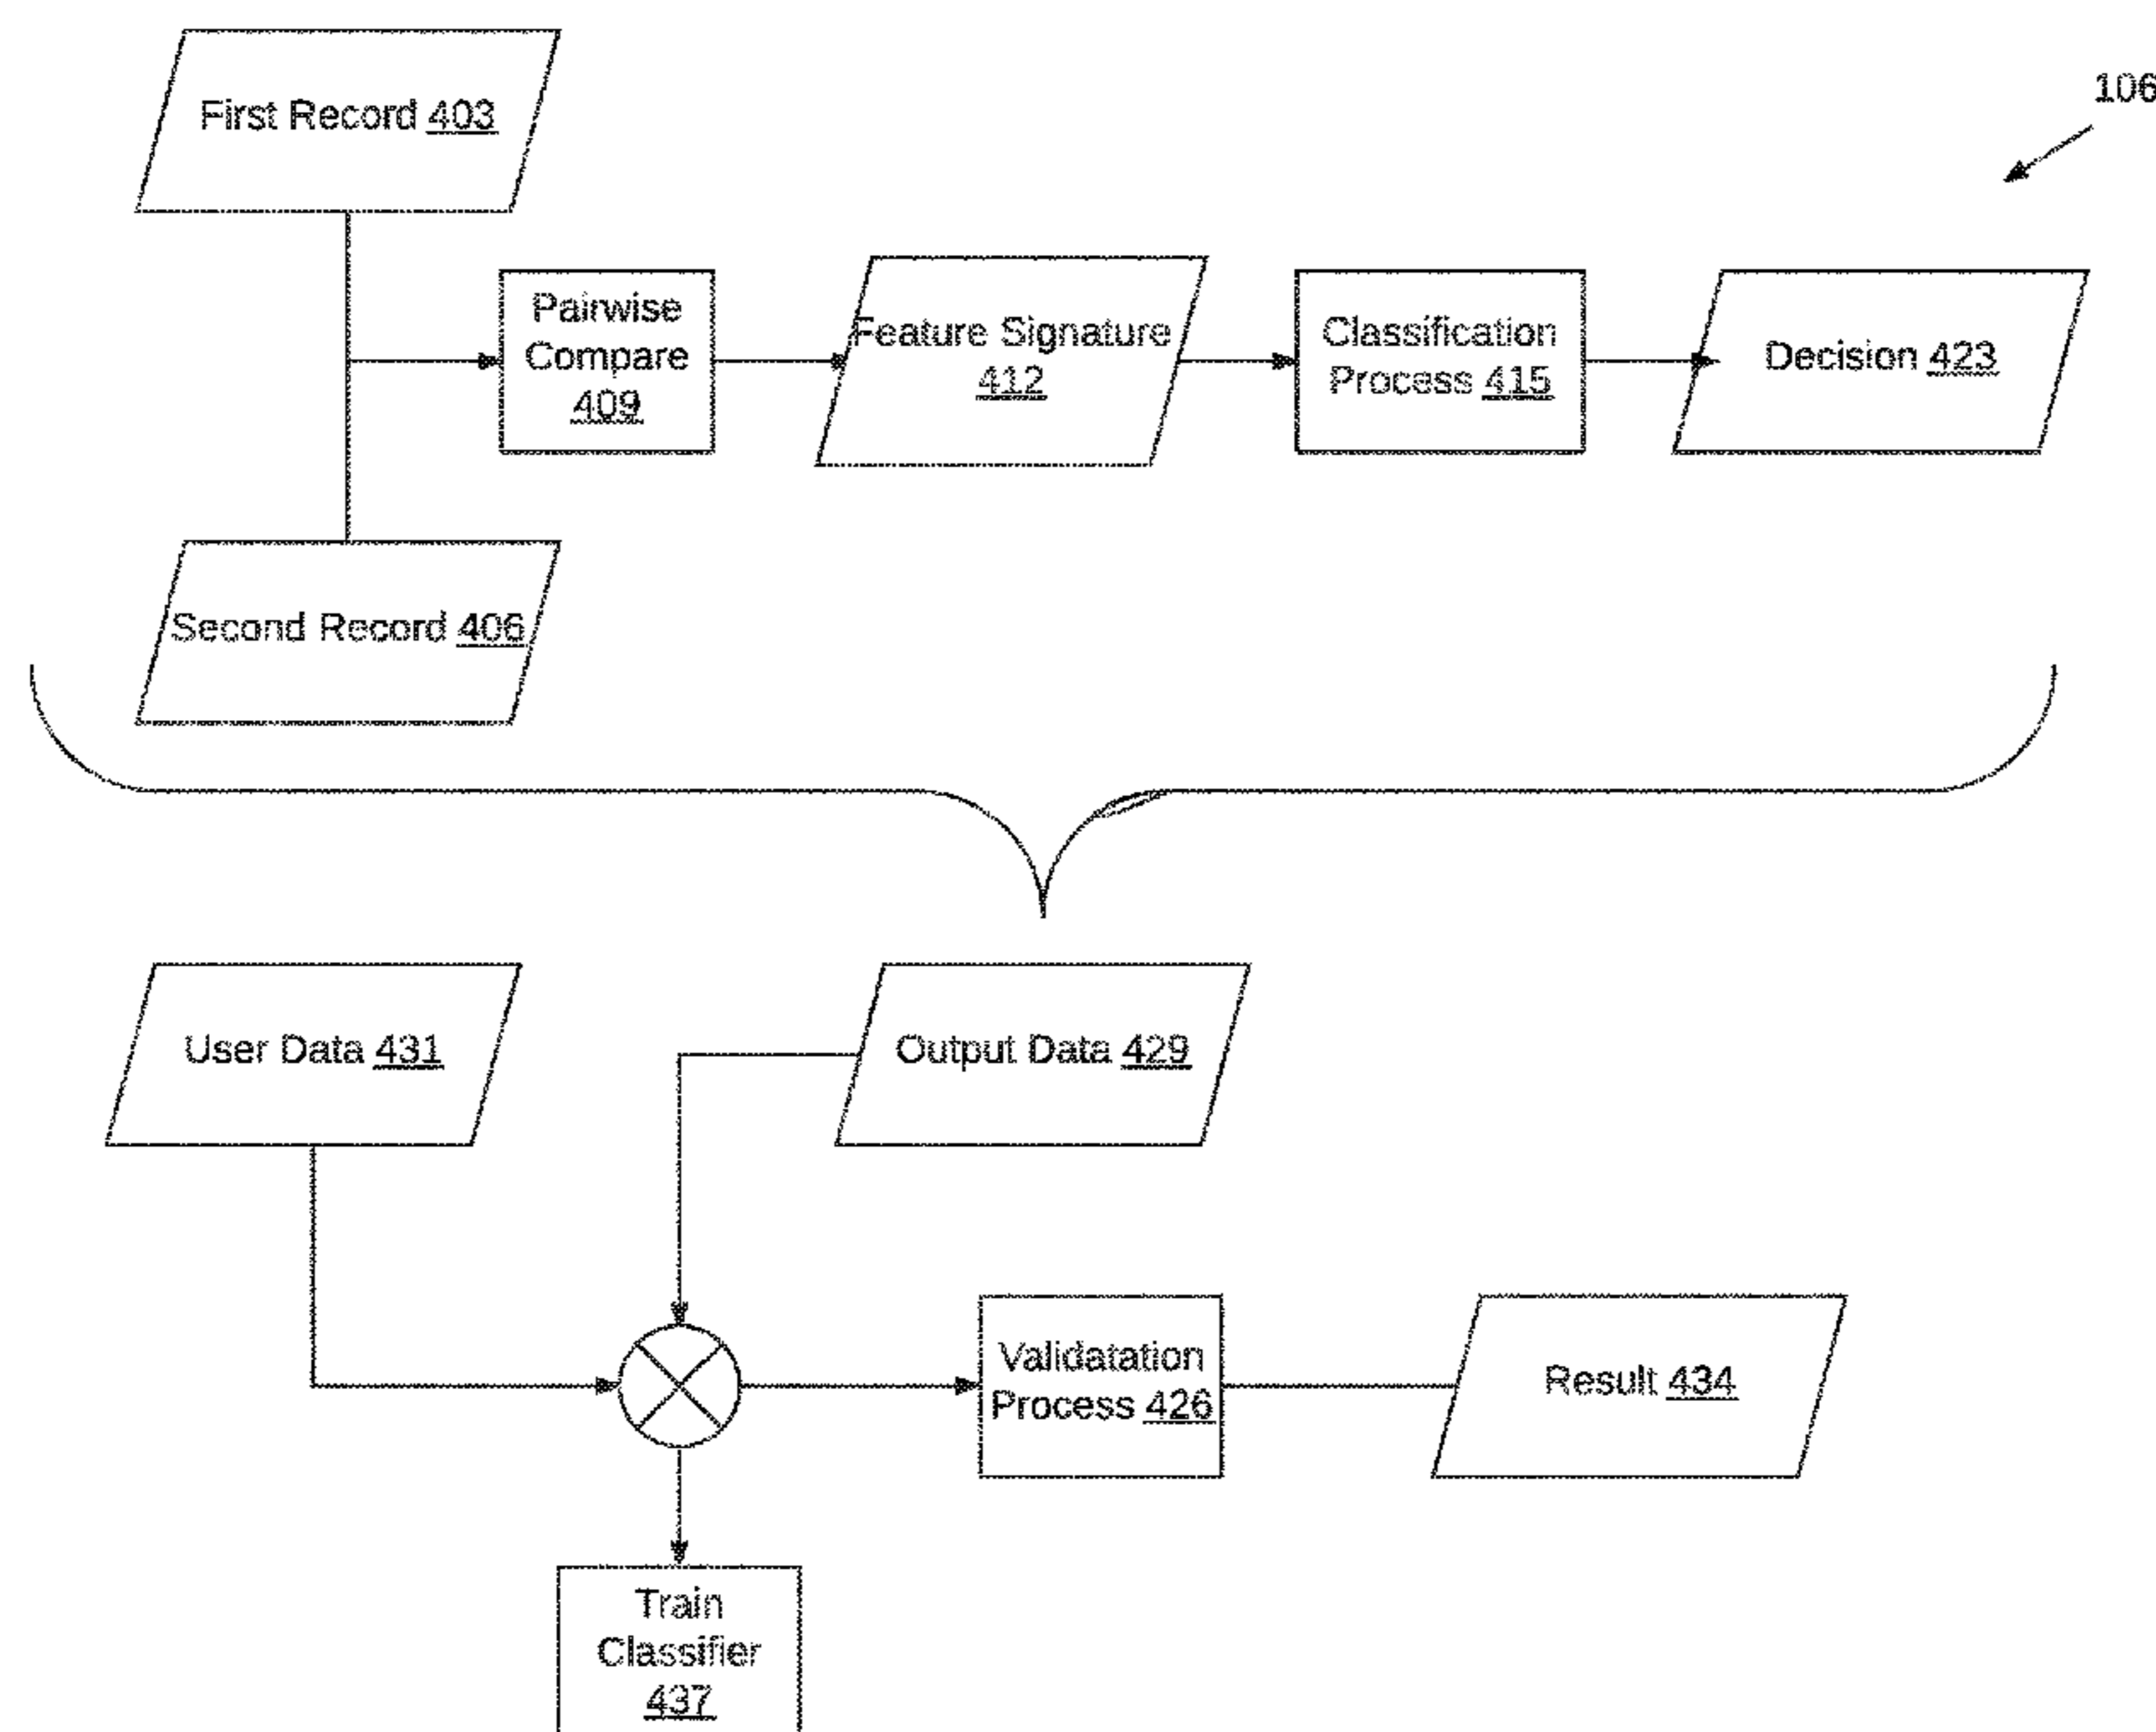 First Record 403
106
Pairwise
Compare
409
Feature Signature
412
Classification
Process 415
Decision 423
Second Record 406
User Data 431
Output Data 429
Validatation
Process 426
Result 434
Train
Classifier
437